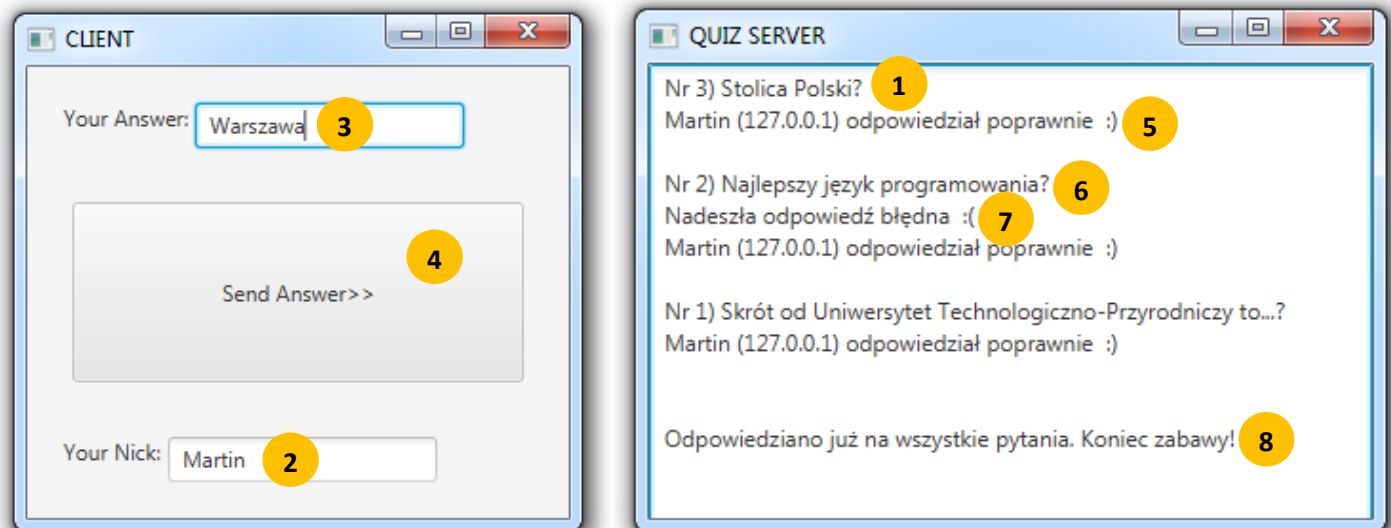 CLIENT
Your Answer: Warszawa 3
4
Send Answer>>
Your Nick: Martin 2
QUIZ SERVER
Nr 3) Stolica Polski? 1
Martin (127.0.0.1) odpowiedział poprawnie :) 5
Nr 2) Najlepszy język programowania? 6
Nadeszła odpowiedź błędna :( 7
Martin (127.0.0.1) odpowiedział poprawnie :)
Nr 1) Skrót od Uniwersytet Technologiczno-Przyrodniczy to...?
Martin (127.0.0.1) odpowiedział poprawnie :)
Odpowiedziano już na wszystkie pytania. Koniec zabawy! 8